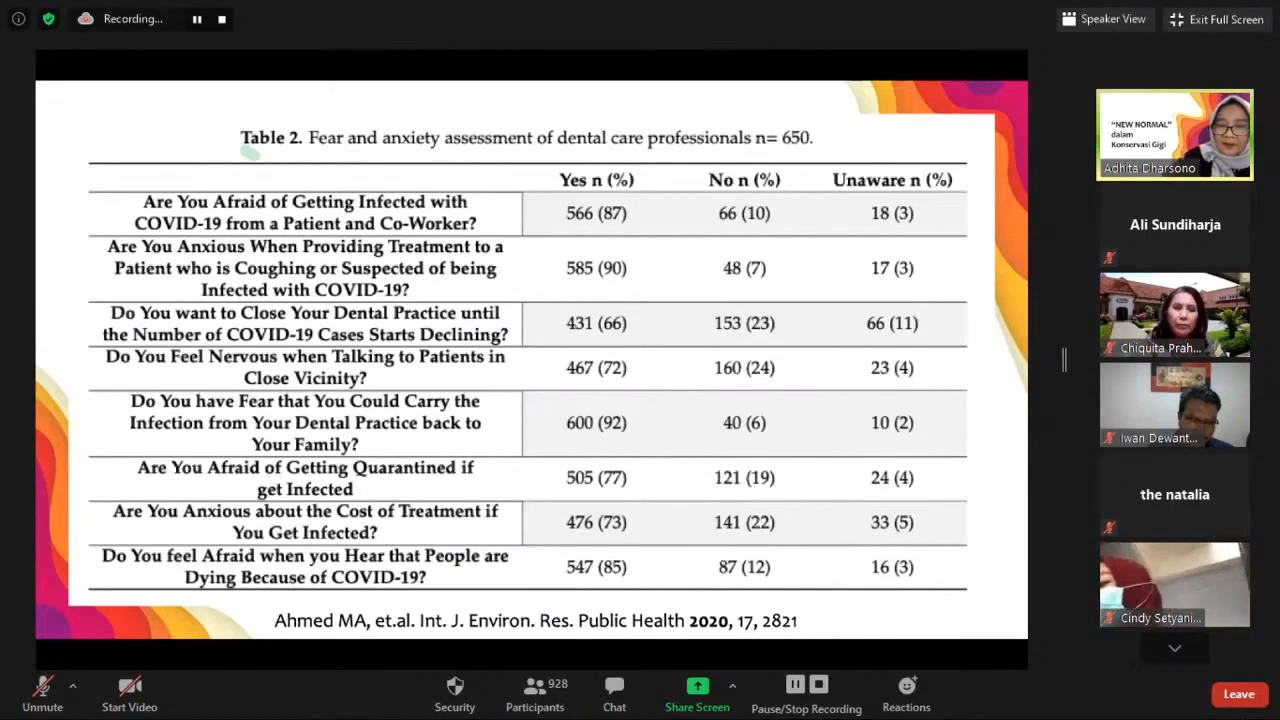 Recording...
Speaker View
Exit Full Screen
Table 2. Fear and anxiety assessment of dental care professionals n= 650.
Yes n (%) No n (%) Unaware n (%)
Are You Afraid of Getting Infected with
COVID-19 from a Patient and Co-Worker?
566 (87) 66 (10) 18 (3)
Are You Anxious When Providing Treatment to a
Patient who is Coughing or Suspected of being
Infected with COVID-19?
585 (90) 48 (7) 17 (3)
Do You want to Close Your Dental Practice until
the Number of COVID-19 Cases Starts Declining?
431 (66) 153 (23) 66 (11)
Do You Feel Nervous when Talking to Patients in
Close Vicinity?
467 (72) 160 (24) 23 (4)
Do You have Fear that You Could Carry the
Infection from Your Dental Practice back to
Your Family?
600 (92) 40 (6) 10 (2)
Are You Afraid of Getting Quarantined if
get Infected
505 (77) 121 (19) 24 (4)
Are You Anxious about the Cost of Treatment if
You Get Infected?
476 (73) 141 (22) 33 (5)
Do You feel Afraid when you Hear that People are
Dying Because of COVID-19?
547 (85) 87 (12) 16 (3)
Ahmed MA, et.al. Int. J. Environ. Res. Public Health 2020, 17, 2821
"NEW NORMAL"
dalam
Konservasi Gigi
Adhita Dharsono
Ali Sundiharja
Chiquita Prah...
Iwan Dewant...
the natalia
Cindy Setyani...
Unmute
Start Video
Security
928
Participants
Chat
Share Screen
Pause/Stop Recording
Reactions
Leave